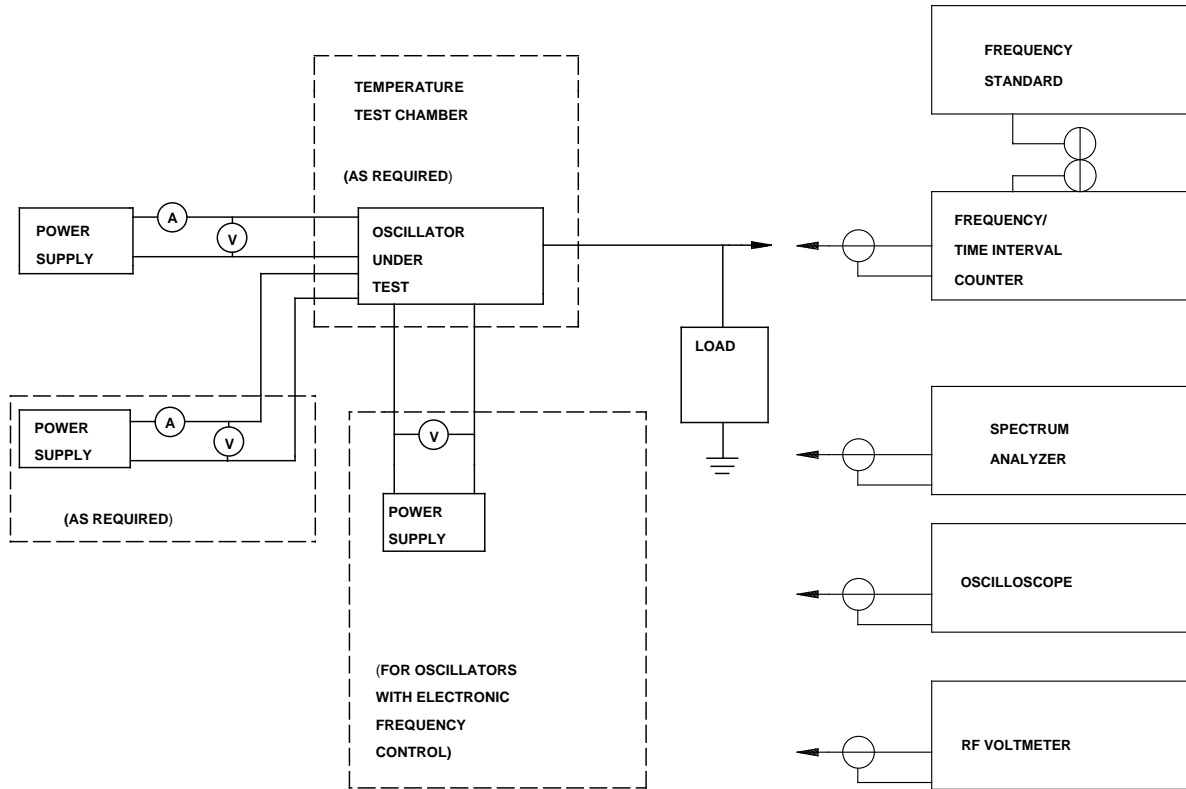 TEMPERATURE
TEST CHAMBER
(AS REQUIRED)
POWER
SUPPLY
A
V
OSCILLATOR
UNDER
TEST
POWER
SUPPLY
A
V
(AS REQUIRED)
V
POWER
SUPPLY
(FOR OSCILLATORS
WITH ELECTRONIC
FREQUENCY
CONTROL)
LOAD
FREQUENCY
STANDARD
FREQUENCY/
TIME INTERVAL
COUNTER
SPECTRUM
ANALYZER
OSCILLOSCOPE
RF VOLTMETER